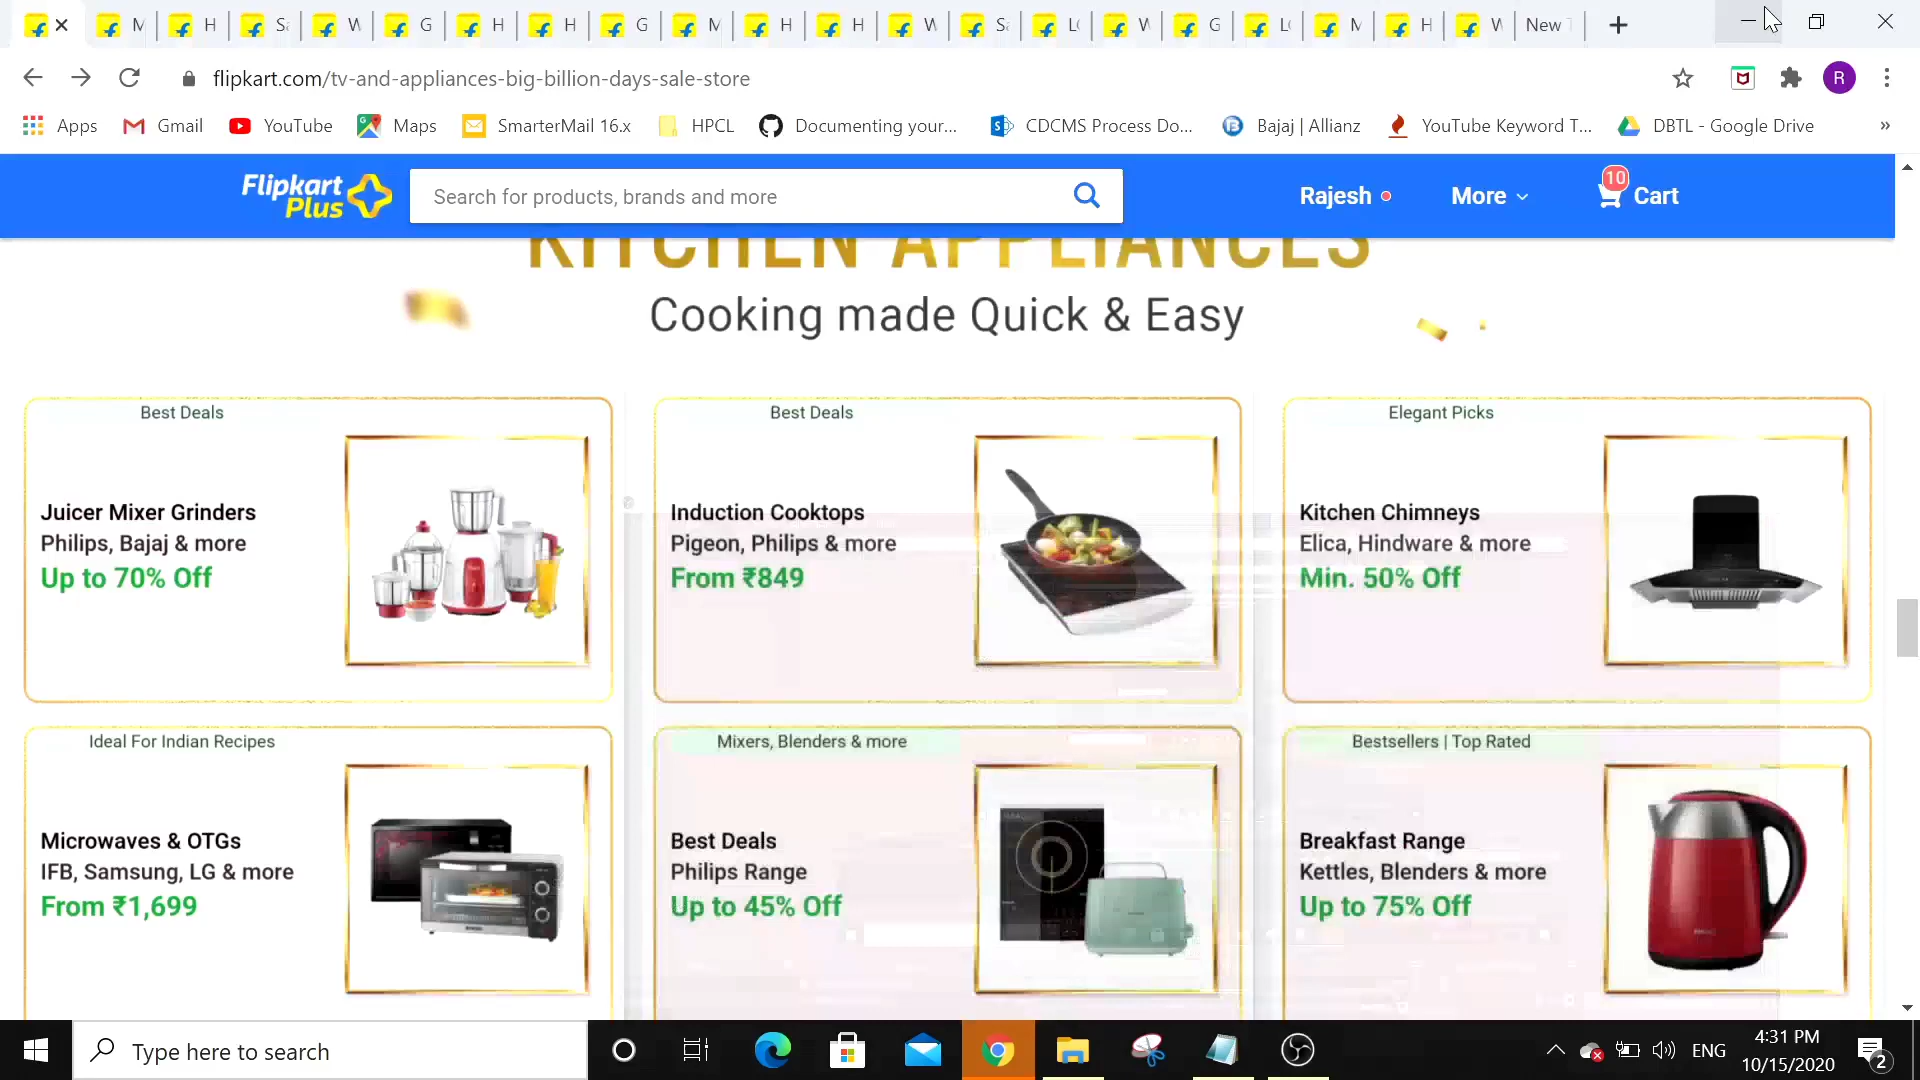 M H Sa W G H H G M H H W Sa LG W G LG M H W New T
flipkart.com/tv-and-appliances-big-billion-days-sale-store
R
Apps Gmail YouTube Maps SmarterMail 16.x HPCL Documenting your... CDCMS Process Do... Bajaj | Allianz YouTube Keyword T... DBTL - Google Drive »
Flipkart
Plus
Search for products, brands and more
Rajesh More 10 Cart
KITCHEN APPLIANCES
Cooking made Quick & Easy
Best Deals
Juicer Mixer Grinders
Philips, Bajaj & more
Up to 70% Off
Best Deals
Induction Cooktops
Pigeon, Philips & more
From ₹849
Elegant Picks
Kitchen Chimneys
Elica, Hindware & more
Min. 50% Off
Ideal For Indian Recipes
Microwaves & OTGs
IFB, Samsung, LG & more
From ₹1,699
Mixers, Blenders & more
Best Deals
Philips Range
Up to 45% Off
Bestsellers | Top Rated
Breakfast Range
Kettles, Blenders & more
Up to 75% Off
Type here to search
ENG
4:31 PM
10/15/2020
2